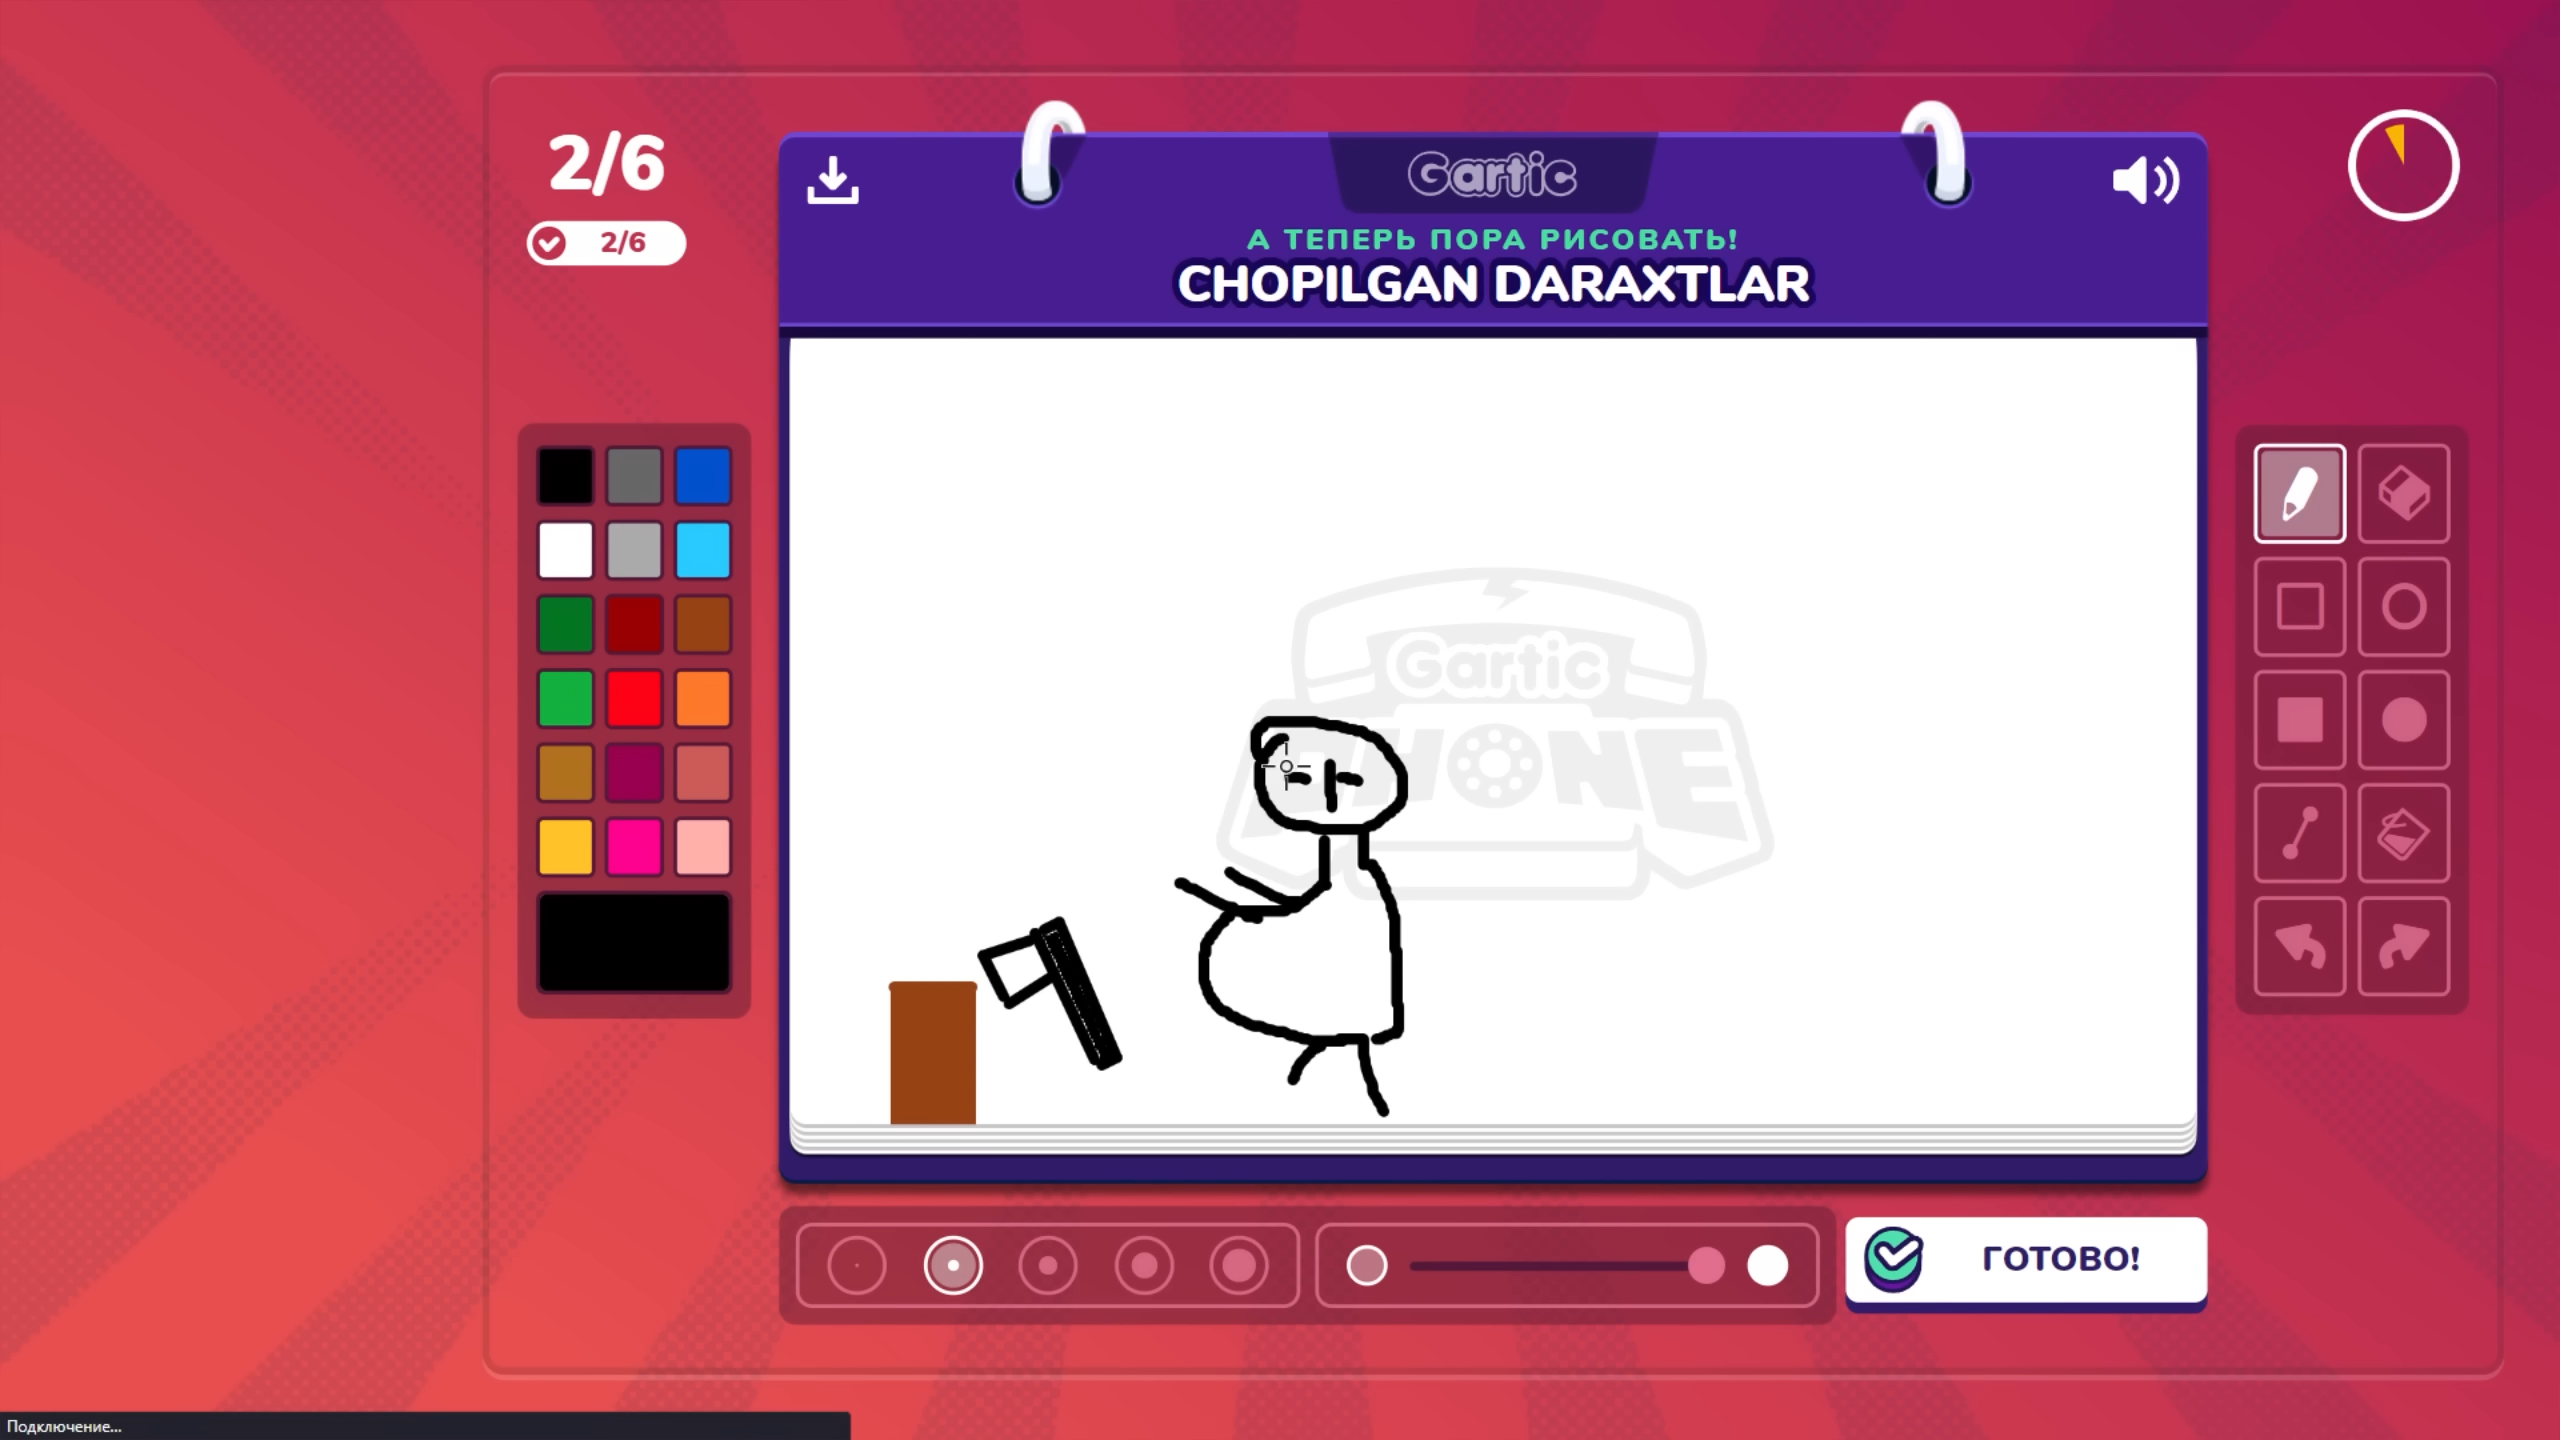 2/6
2/6
Gartic
А ТЕПЕРЬ ПОРА РИСОВАТЬ!
CHOPILGAN DARAXTLAR
Gartic
PHONE
ГОТОВО!
Подключение...